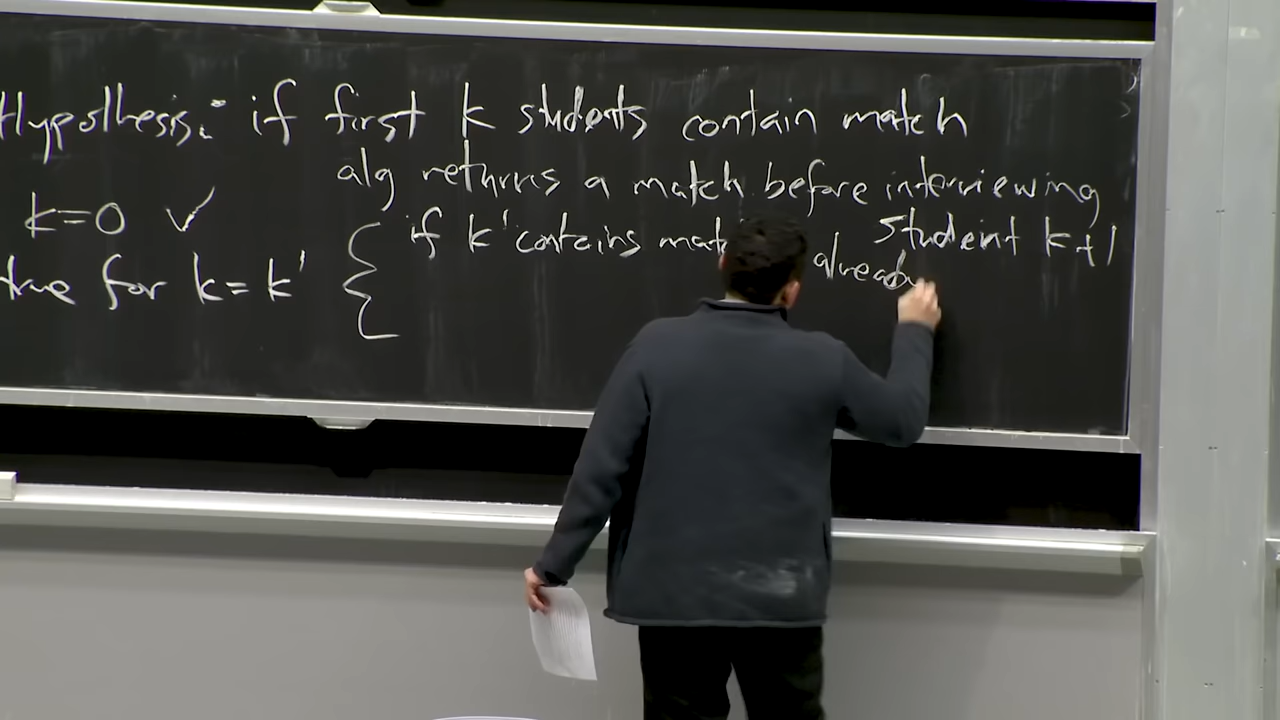 Hypothesis: if first k students contain match
alg returns a match before interviewing
student k+1
k=0 ✓
true for k=k' { if k' contains
already